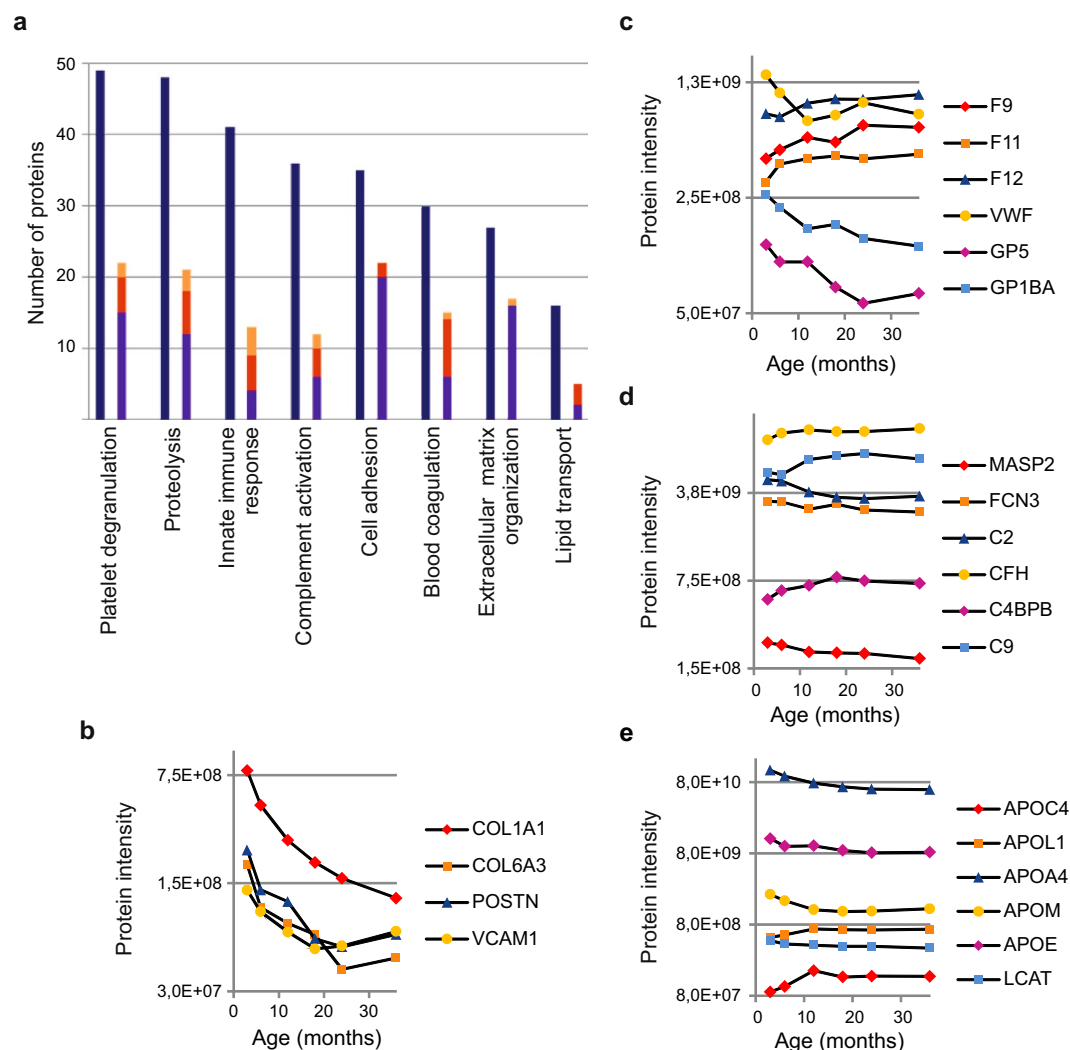 a
Number of proteins
50
40
30
20
10
Platelet degranulation
Proteolysis
Innate immune
response
Complement activation
Cell adhesion
Blood coagulation
Extracellular matrix
organization
Lipid transport
b
Protein intensity
7,5E+08
1,5E+08
3,0E+07
0 10 20 30
Age (months)
COL1A1
COL6A3
POSTN
VCAM1
c
Protein intensity
1,3E+09
2,5E+08
5,0E+07
0 10 20 30
Age (months)
F9
F11
F12
VWF
GP5
GP1BA
d
Protein intensity
3,8E+09
7,5E+08
1,5E+08
0 10 20 30
Age (months)
MASP2
FCN3
C2
CFH
C4BPB
C9
e
Protein intensity
8,0E+10
8,0E+09
8,0E+08
8,0E+07
0 10 20 30
Age (months)
APOC4
APOL1
APOA4
APOM
APOE
LCAT